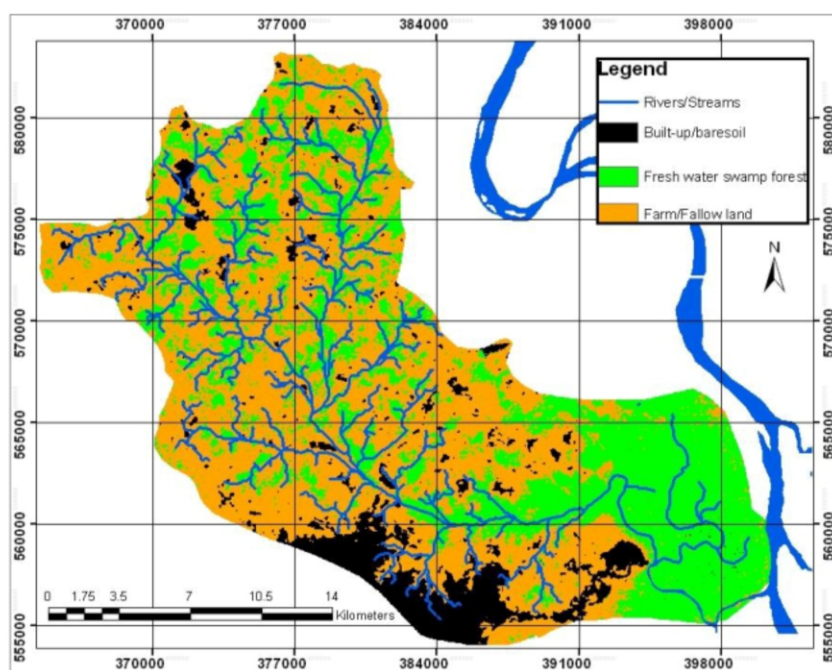 370000 377000 384000 391000 398000
Legend
Rivers/Streams
Built-up/baresoil
Fresh water swamp forest
Farm/Fallow land
N
580000 580000
575000 575000
570000 570000
565000 565000
560000 560000
555000 555000
0 1.75 3.5 7 10.5 14
Kilometers
370000 377000 384000 391000 398000